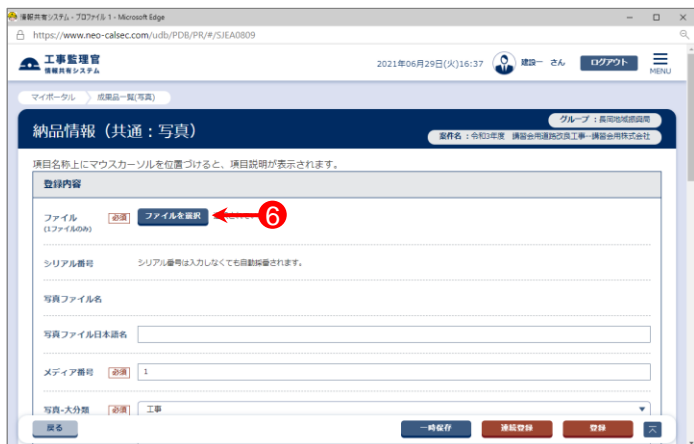 情報共有システム - プロファイル 1 - Microsoft Edge
https://www.neo-calsec.com/udb/PDB/PR/#/SJEA0809
工事監理官
情報共有システム
2021年06月29日(火)16:37
建設一 さん
ログアウト
MENU
マイポータル
成果品一覧(写真)
納品情報（共通：写真）
グループ：長岡地域振興局
案件名：令和3年度 講習会用道路改良工事ー講習会用株式会社
項目名称上にマウスカーソルを位置づけると、項目説明が表示されます。
登録内容
ファイル
(1ファイルのみ)
必須
ファイルを選択
6
シリアル番号
シリアル番号は入力しなくても自動採番されます。
写真ファイル名
写真ファイル日本語名
メディア番号
必須
1
写真-大分類
必須
工事
戻る
一時保存
連続登録
登録